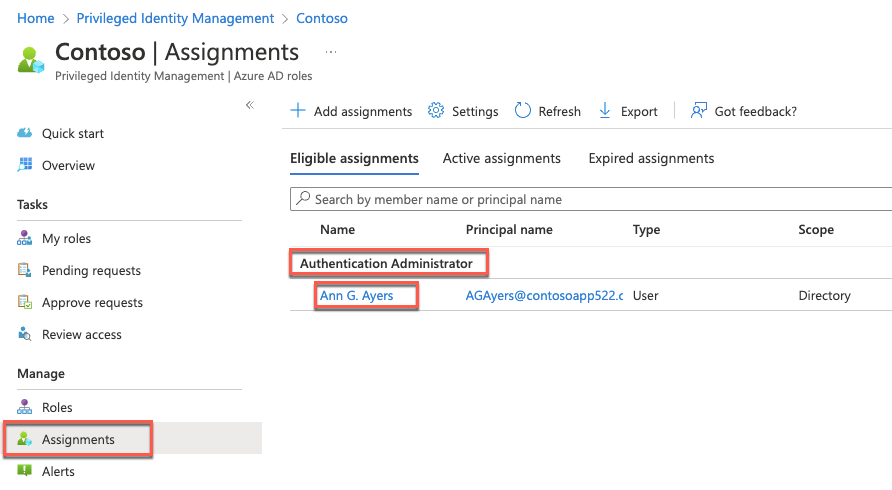 Home > Privileged Identity Management > Contoso
Contoso | Assignments ...
Privileged Identity Management | Azure AD roles
«
Quick start
Overview
Tasks
My roles
Pending requests
Approve requests
Review access
Manage
Roles
Assignments
Alerts
+ Add assignments Settings Refresh Export Got feedback?
Eligible assignments Active assignments Expired assignments
Search by member name or principal name
Name Principal name Type Scope
Authentication Administrator
Ann G. Ayers AGAyers@contosoapp522.c User Directory